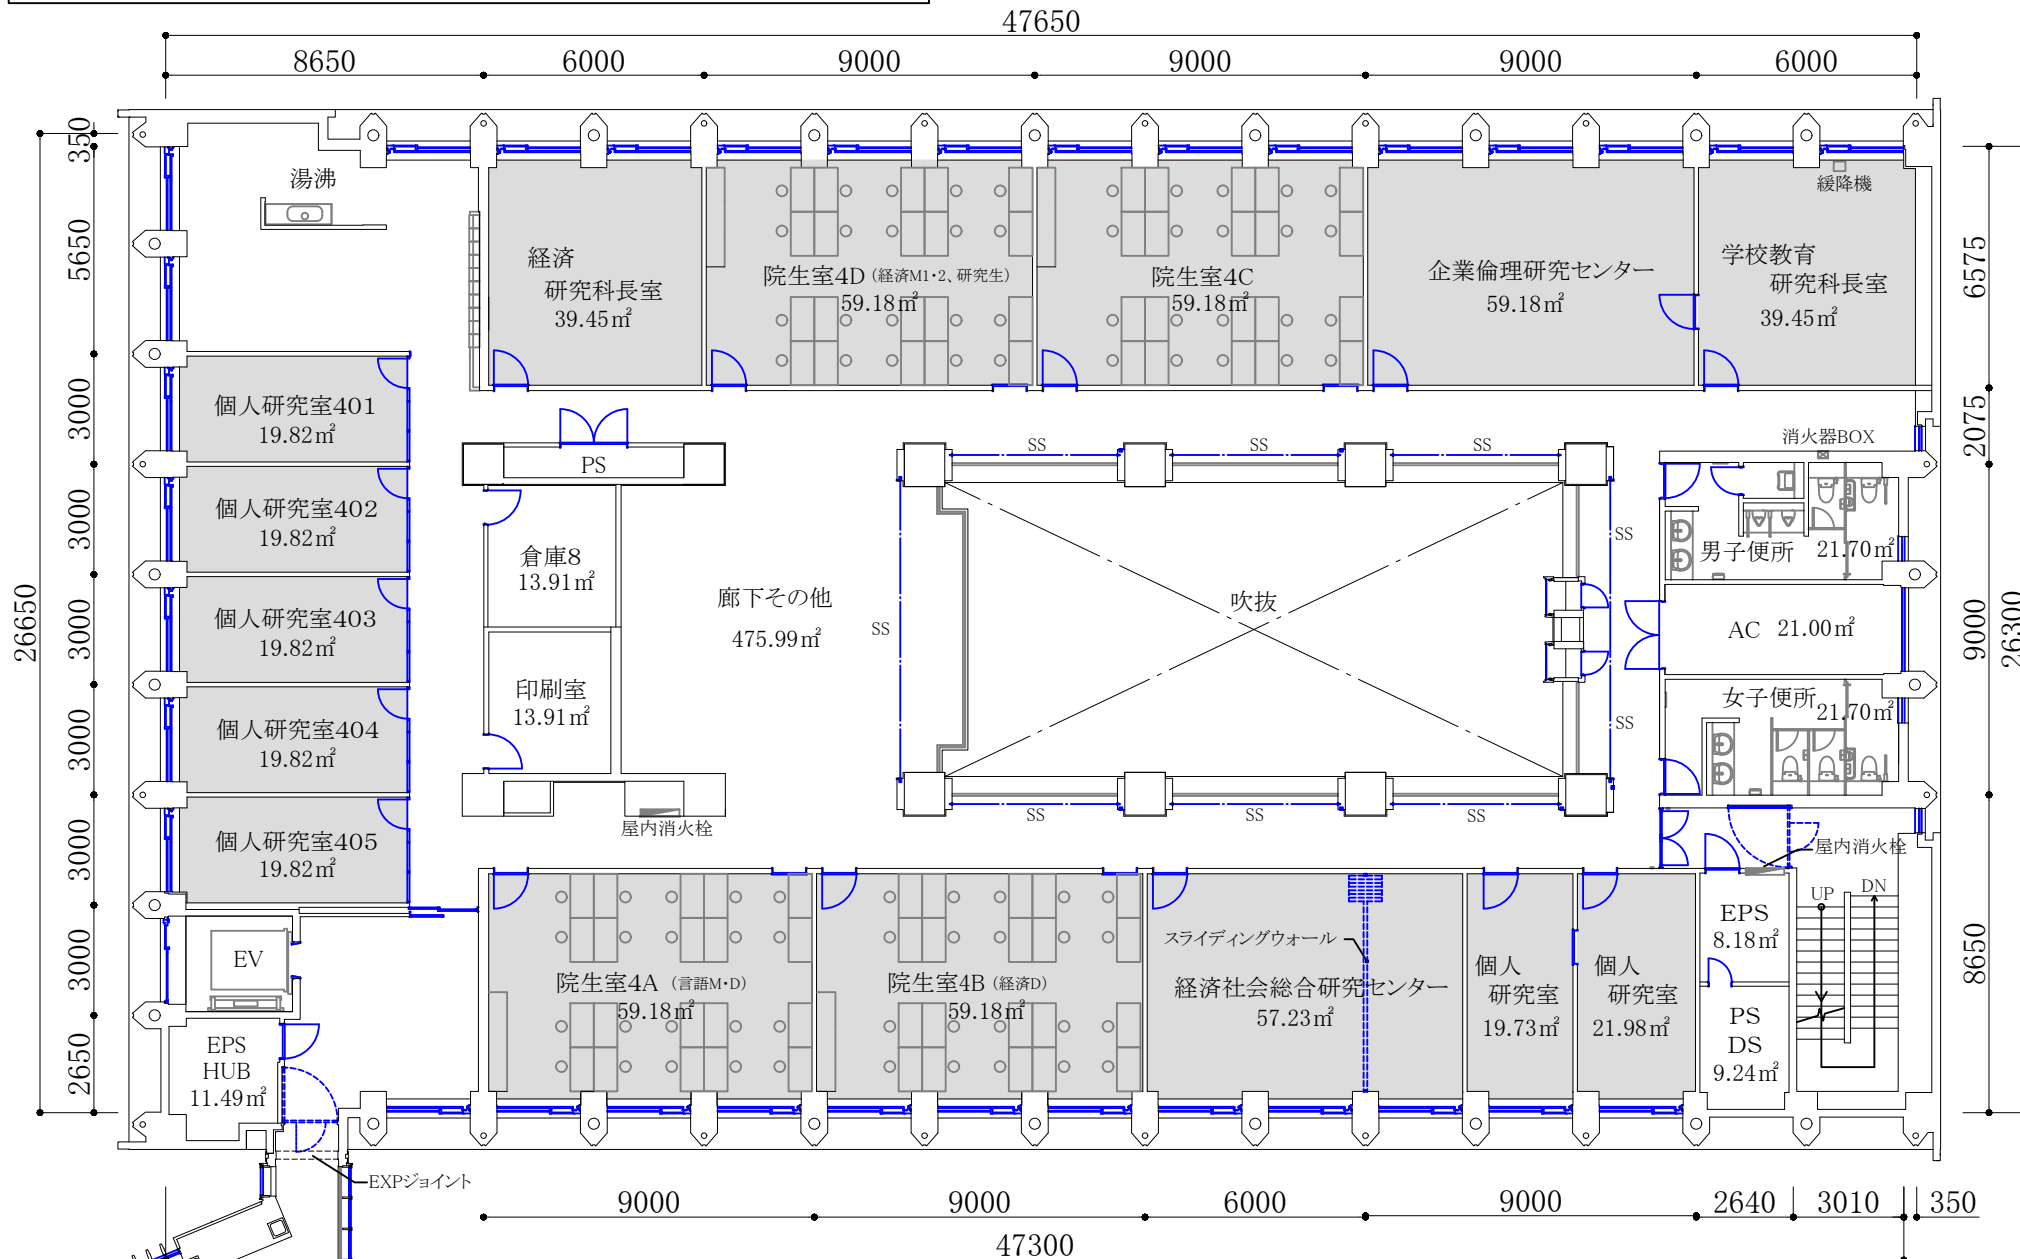 47650
8650
6000
9000
9000
9000
6000
350
5650
3000
3000
3000
3000
3000
3000
2650
26650
6575
2075
9000
8650
26300
湯沸
緩降機
経済
研究科長室
39.45㎡
院生室4D（経済M1・2、研究生）
59.18㎡
院生室4C
59.18㎡
企業倫理研究センター
59.18㎡
学校教育
研究科長室
39.45㎡
個人研究室401
19.82㎡
個人研究室402
19.82㎡
個人研究室403
19.82㎡
個人研究室404
19.82㎡
個人研究室405
19.82㎡
PS
倉庫8
13.91㎡
印刷室
13.91㎡
屋内消火栓
廊下その他
475.99㎡
SS
SS
SS
SS
SS
SS
SS
SS
SS
吹抜
消火器BOX
男子便所 21.70㎡
AC 21.00㎡
女子便所 21.70㎡
屋内消火栓
UP
DN
EPS
8.18㎡
PS
DS
9.24㎡
EV
EPS
HUB
11.49㎡
院生室4A（言語M・D）
59.18㎡
院生室4B（経済D）
59.18㎡
スライディングウォール
経済社会総合研究センター
57.23㎡
個人
研究室
19.73㎡
個人
研究室
21.98㎡
EXPジョイント
9000
9000
6000
9000
2640
3010
350
47300